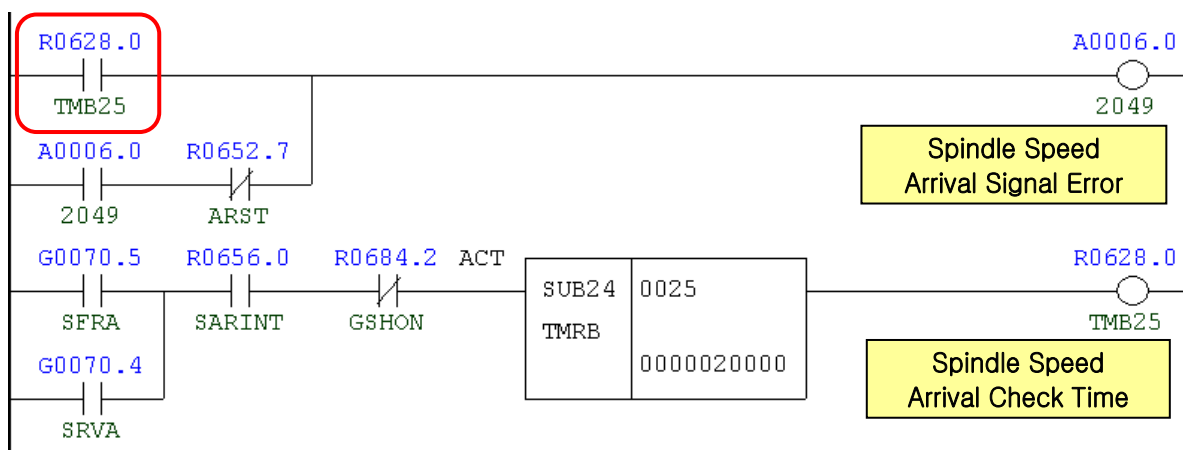 R0628.0
A0006.0
TMB25
2049
A0006.0
R0652.7
Spindle Speed
Arrival Signal Error
2049
ARST
G0070.5
R0656.0
R0684.2
ACT
R0628.0
SUB24
0025
SFRA
SARINT
GSHON
TMRB
TMB25
G0070.4
0000020000
Spindle Speed
Arrival Check Time
SRVA